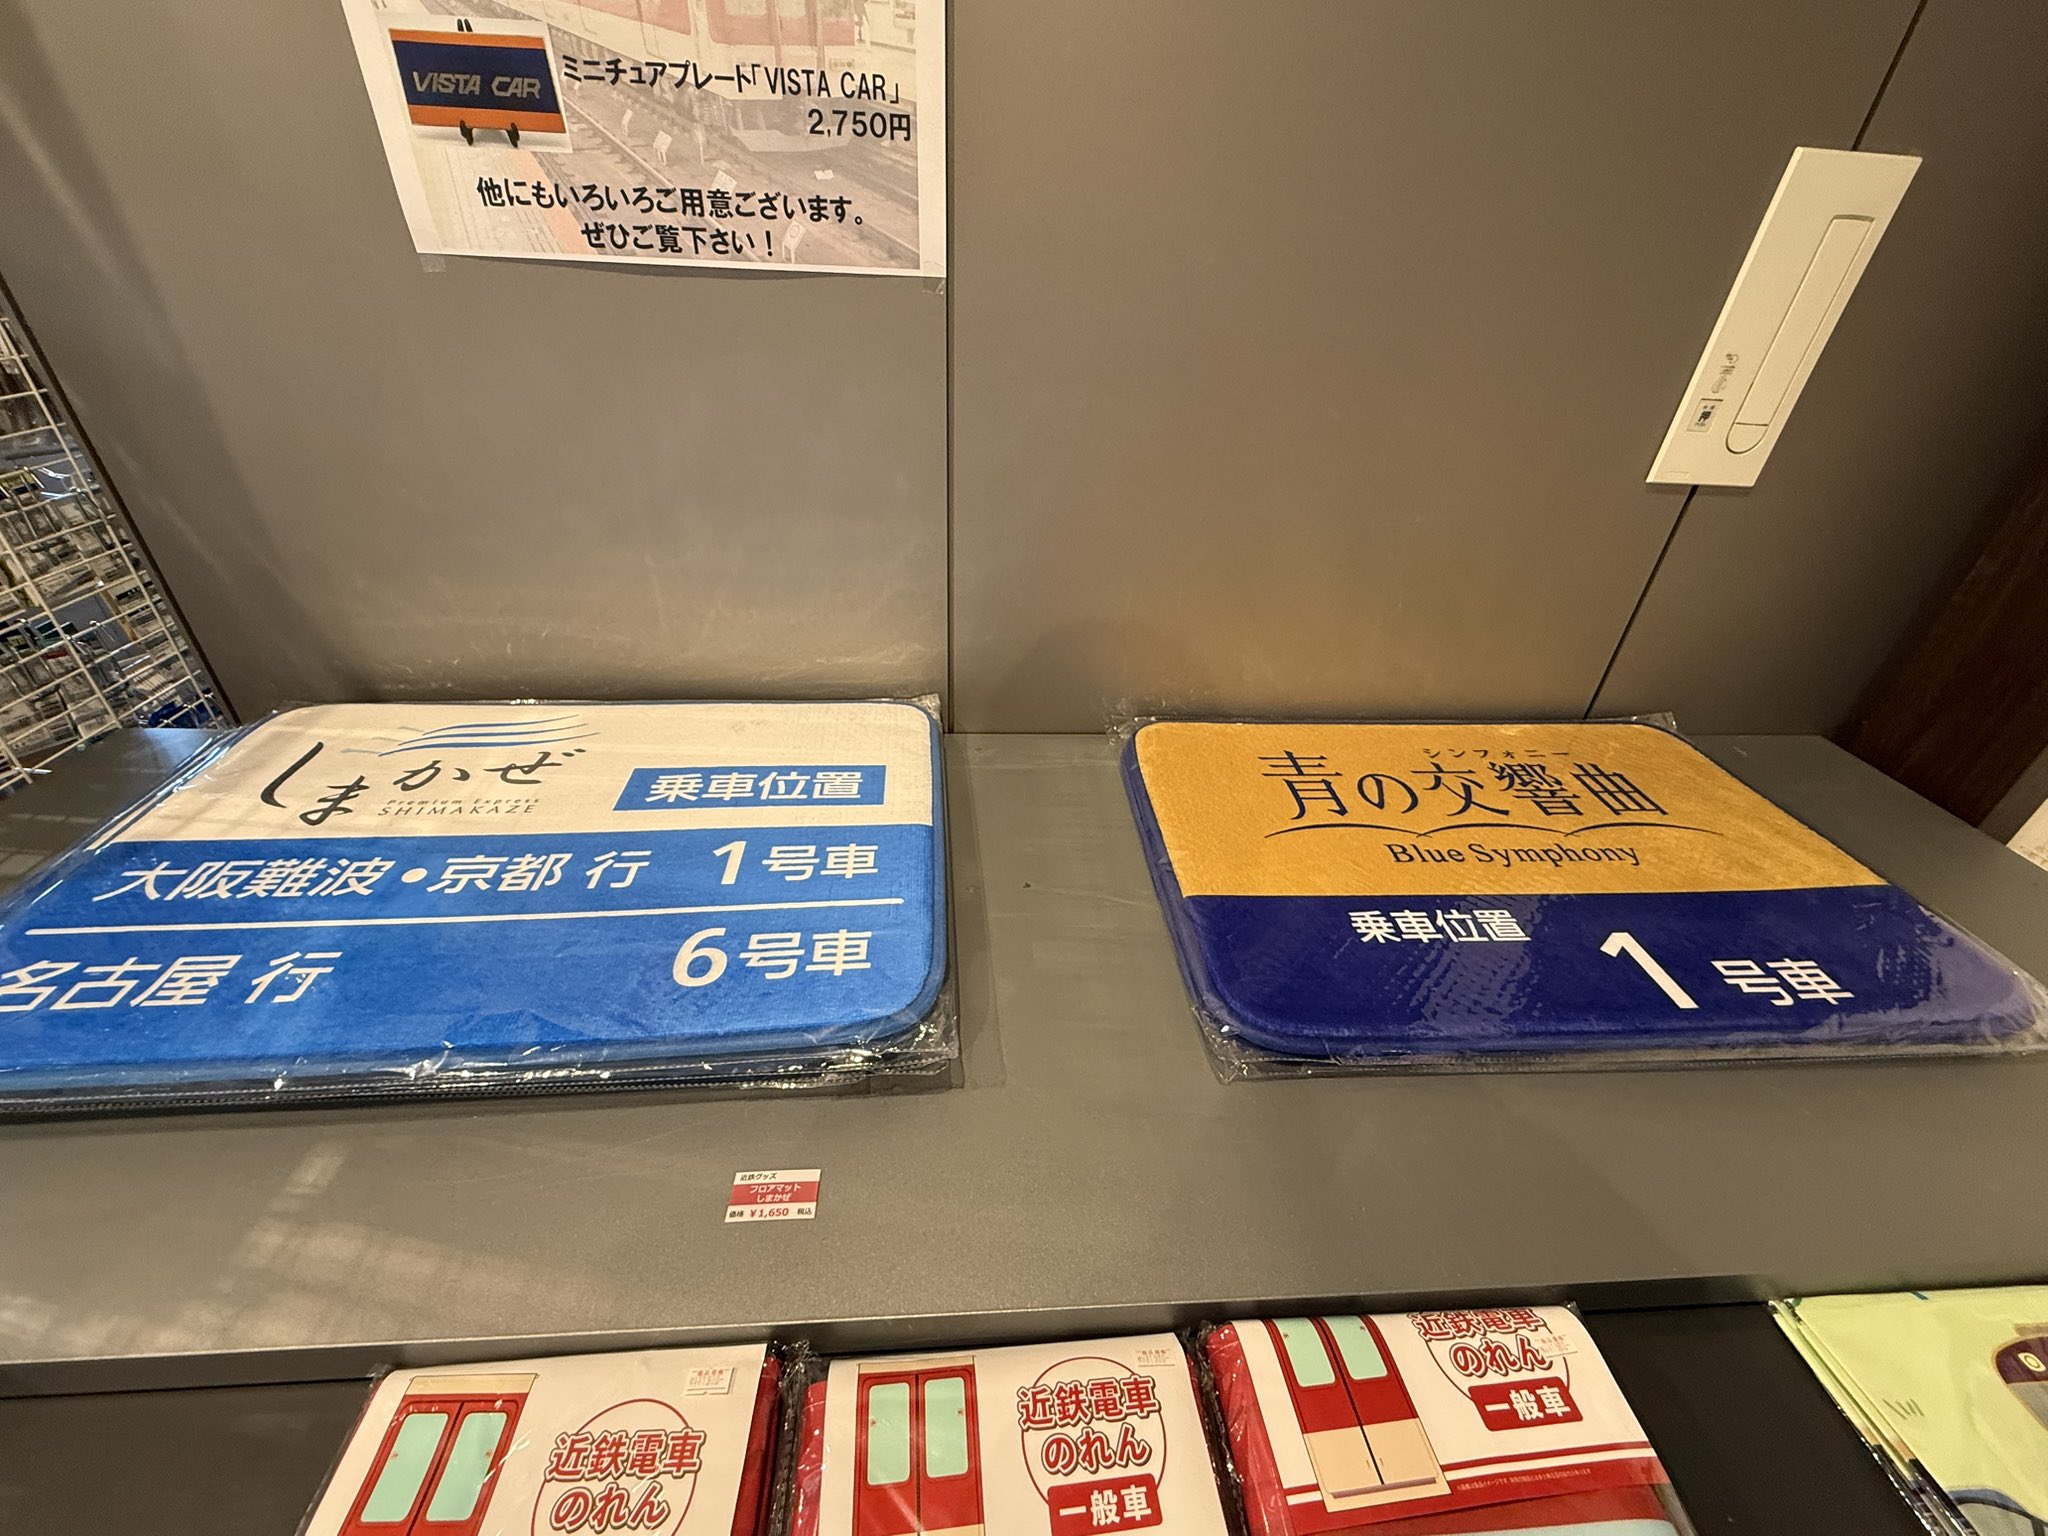 VISTA CAR
ミニチュアプレート「VISTA CAR」
2,750円
他にもいろいろご用意ございます。
ぜひご覧下さい！
しまかぜ
Premium Express
SHIMAKAZE
乗車位置
大阪難波・京都 行 1号車
名古屋 行 6号車
シンフォニー
青の交響曲
Blue Symphony
乗車位置
1号車
近鉄グッズ
フロアマット
しまかぜ
価格 ¥1,650 税込
近鉄電車
のれん
近鉄電車
のれん
一般車
近鉄電車
のれん
一般車